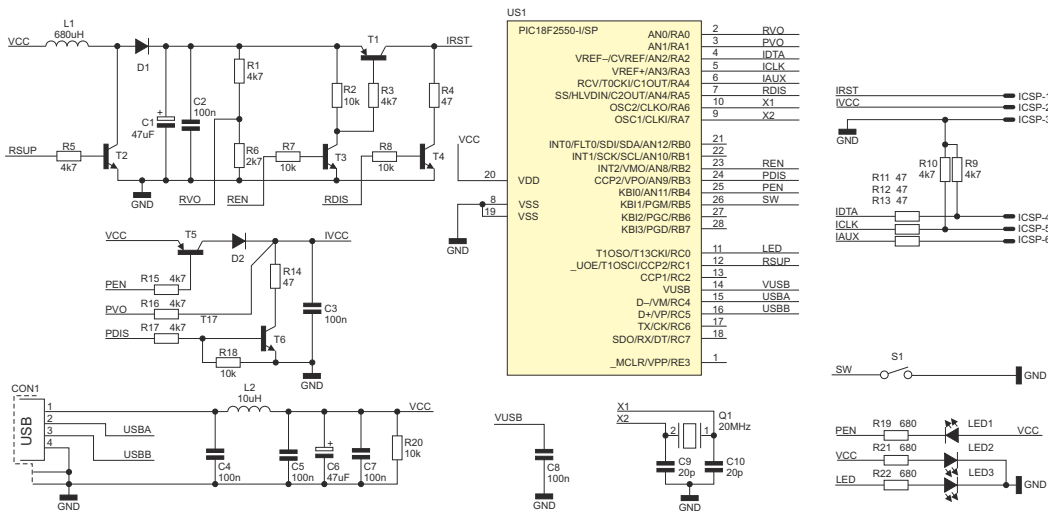 L1
680uH
VCC
D1
T1
IRST
R1
4k7
R2
10k
R3
4k7
R4
47
C1
47uF
C2
100n
RSUP
R5
4k7
T2
R6
2k7
R7
10k
T3
R8
10k
T4
GND
RVO
REN
RDIS
VCC
T5
D2
IVCC
R14
47
PEN
R15 4k7
PVO
R16 4k7
T17
PDIS
R17 4k7
T6
C3
100n
R18
10k
GND
CON1
USB
1
2
3
4
USBA
USBB
L2
10uH
VCC
C4
100n
C5
100n
C6
47uF
C7
100n
R20
10k
GND
US1
PIC18F2550-I/SP
AN0/RA0 2 RVO
AN1/RA1 3 PVO
VREF–/CVREF/AN2/RA2 4 IDTA
VREF+/AN3/RA3 5 ICLK
RCV/T0CKI/C1OUT/RA4 6 IAUX
SS/HLVDIN/C2OUT/AN4/RA5 7 RDIS
OSC2/CLKO/RA6 10 X1
OSC1/CLKI/RA7 9 X2
INT0/FLT0/SDI/SDA/AN12/RB0 21
INT1/SCK/SCL/AN10/RB1 22
INT2/VMO/AN8/RB2 23 REN
CCP2/VPO/AN9/RB3 24 PDIS
KBI0/AN11/RB4 25 PEN
KBI1/PGM/RB5 26 SW
KBI2/PGC/RB6 27
KBI3/PGD/RB7 28
T1OSO/T13CKI/RC0 11 LED
_UOE/T1OSCI/CCP2/RC1 12 RSUP
CCP1/RC2 13
VUSB 14 VUSB
D–/VM/RC4 15 USBA
D+/VP/RC5 16 USBB
TX/CK/RC6 17
SDO/RX/DT/RC7 18
_MCLR/VPP/RE3 1
VCC
20 VDD
8 VSS
19 VSS
GND
VUSB
C8
100n
GND
X1
X2
Q1
20MHz
2 1
C9
20p
C10
20p
GND
IRST
IVCC
GND
ICSP-1
ICSP-2
ICSP-3
R10
4k7
R9
4k7
R11 47
R12 47
R13 47
IDTA
ICLK
IAUX
ICSP-4
ICSP-5
ICSP-6
SW
S1
GND
PEN
R19 680
LED1
VCC
VCC
R21 680
LED2
LED
R22 680
LED3
GND